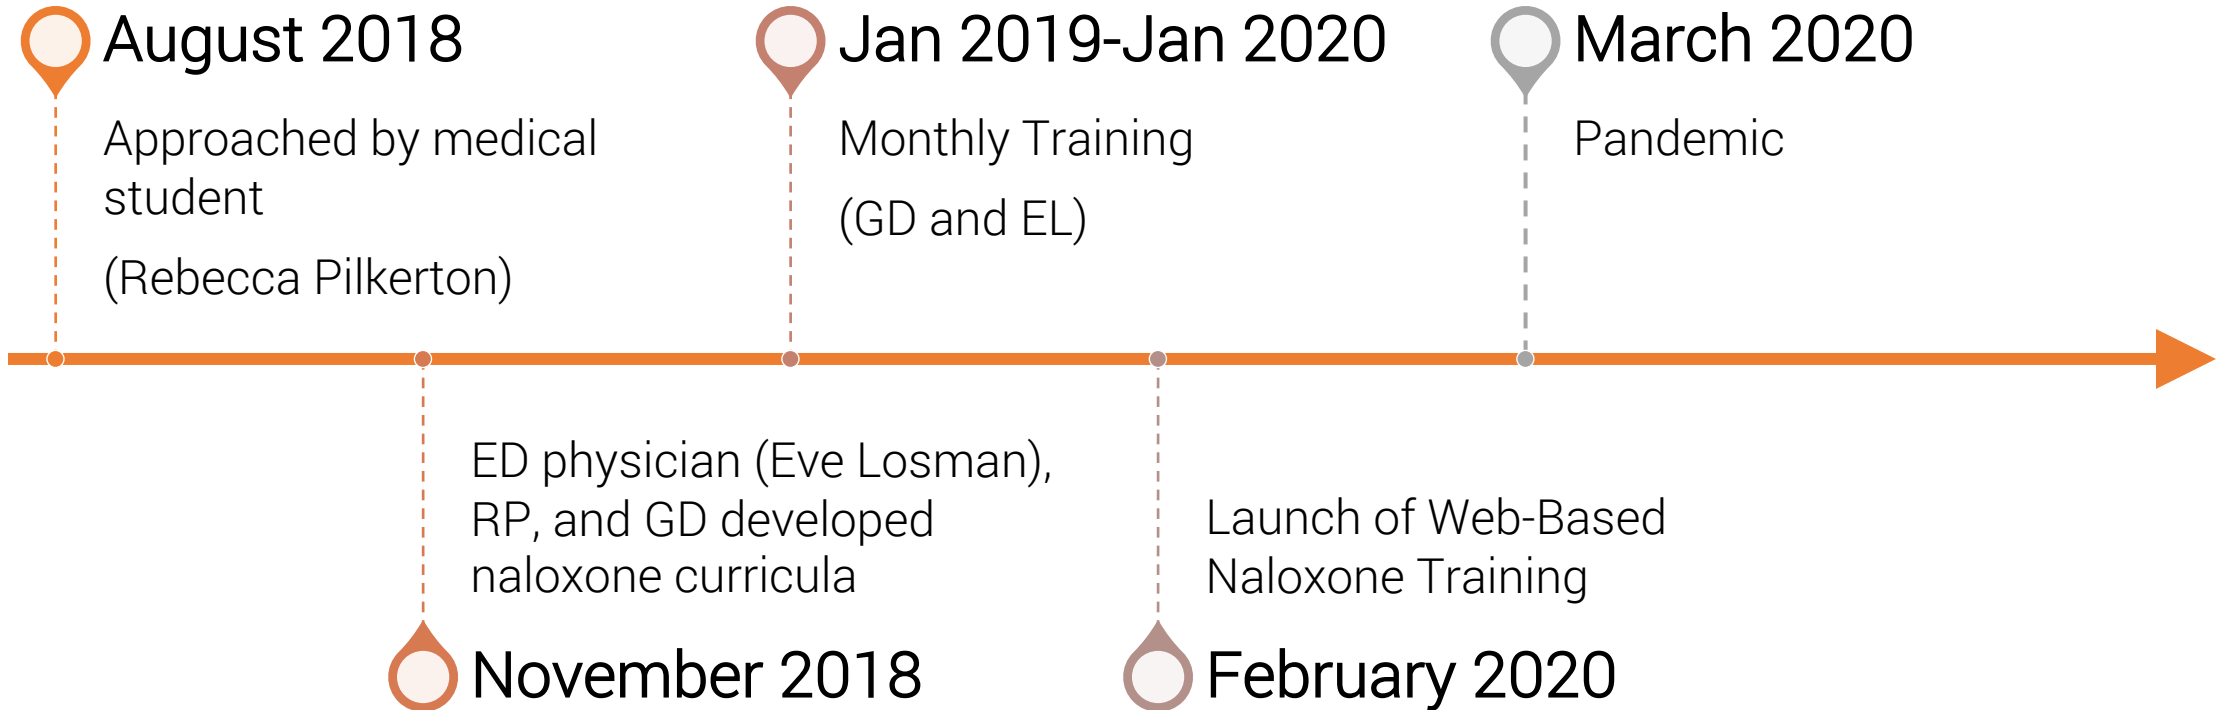 August 2018
Approached by medical
student
(Rebecca Pilkerton)
November 2018
ED physician (Eve Losman),
RP, and GD developed
naloxone curricula
Jan 2019-Jan 2020
Monthly Training
(GD and EL)
February 2020
Launch of Web-Based
Naloxone Training
March 2020
Pandemic